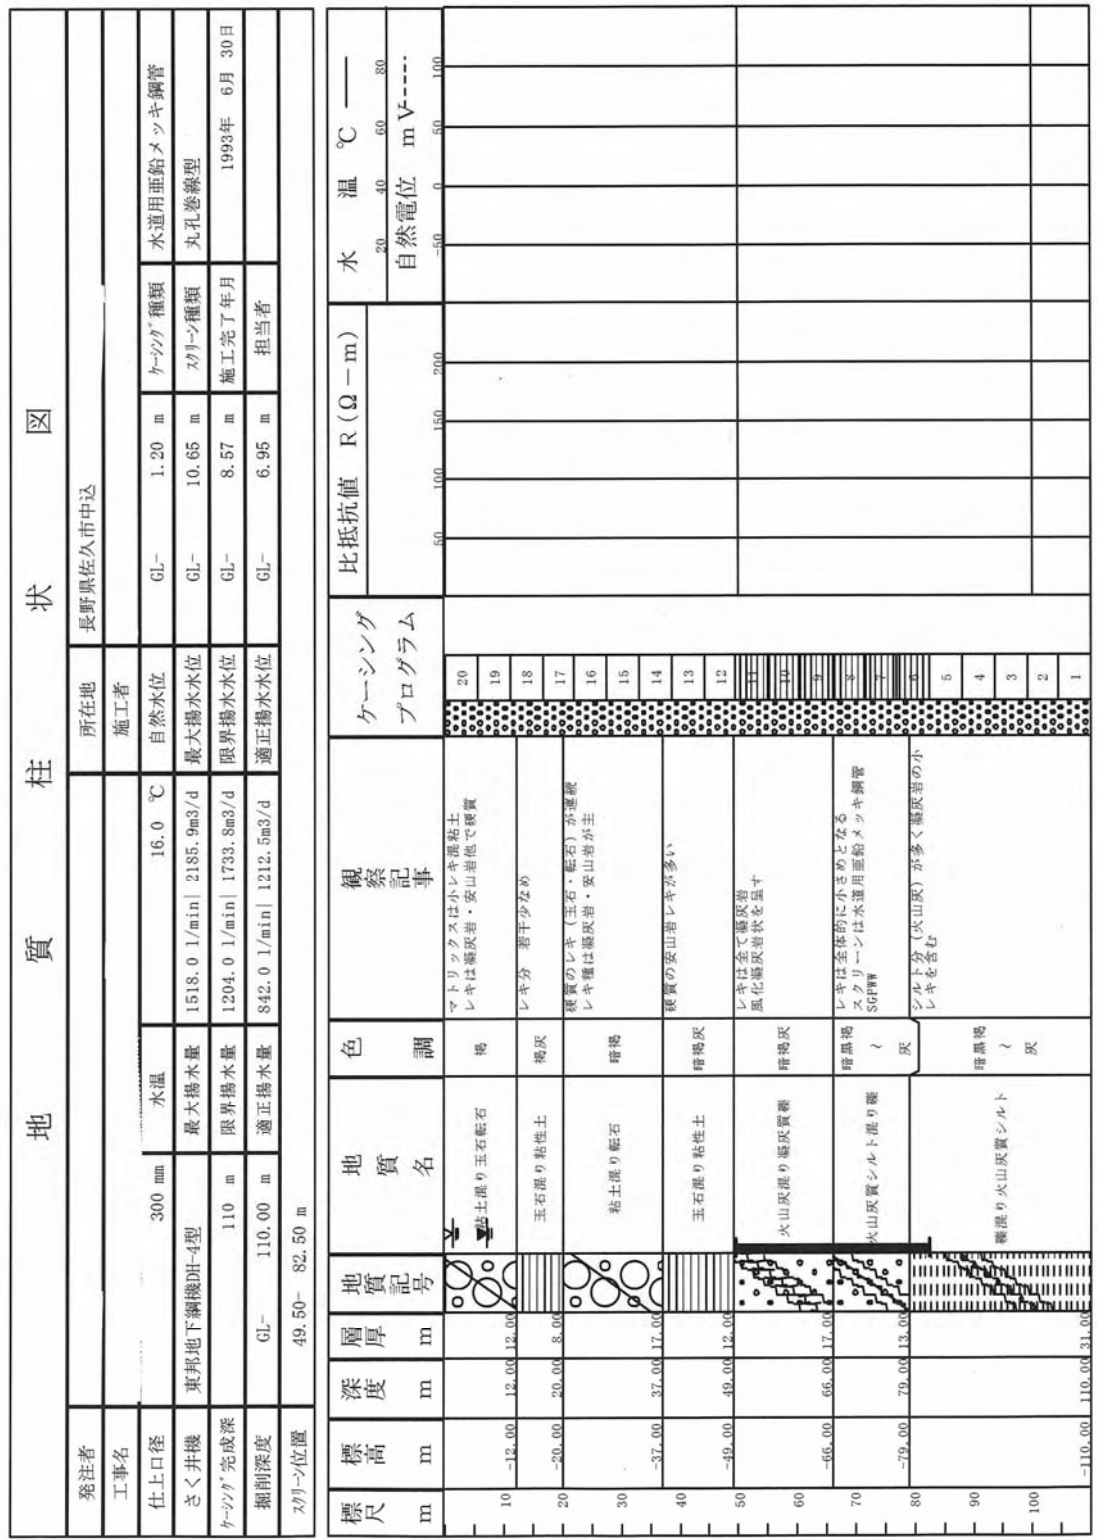 地質柱状図
発注者
所在地 長野県佐久市中込
工事名
施工者
仕上口径 300 mm 水温 16.0 ℃ 自然水位 GL- 1.20 m ケーシング種類 水道用亜鉛メッキ鋼管
さく井機 東邦地下鋼機DH-4型 最大揚水量 1518.0 l/min| 2185.9m3/d 最大揚水水位 GL- 10.65 m スクリーン種類 丸孔巻線型
ケーシング完成深 110 m 限界揚水量 1204.0 l/min| 1733.8m3/d 限界揚水水位 GL- 8.57 m 施工完了年月 1993年 6月 30日
掘削深度 GL- 110.00 m 適正揚水量 842.0 l/min| 1212.5m3/d 適正揚水水位 GL- 6.95 m 担当者
スクリーン位置 49.50- 82.50 m
標尺 m
標高 m
深度 m
層厚 m
地質記号
地質名
色調
観察記事
ケーシングプログラム
比抵抗値 R(Ω-m)
50 100 150 200
水温 ℃
20 40 60 80
自然電位 mV
-50 0 50 100
10
20
30
40
50
60
70
80
90
100
-12.00 12.00 12.00 粘土混り玉石転石 褐
マトリックスは小レキ混粘土
レキは凝灰岩・安山岩他で硬質
-20.00 20.00 8.00 玉石混り粘性土 褐灰
レキ分 若干少なめ
-37.00 37.00 17.00 粘土混り転石 暗褐
硬質のレキ(玉石・転石)が連続
レキ種は凝灰岩・安山岩が主
-49.00 49.00 12.00 玉石混り粘性土 暗褐灰
硬質の安山岩レキが多い
-66.00 66.00 17.00 火山灰混り凝灰質礫 暗褐灰
レキは全て凝灰岩
風化凝灰岩状を呈す
-79.00 79.00 13.00 火山灰質シルト混り礫 暗黒褐~灰
レキは全体的に小さめとなる
スクリーンは水道用亜鉛メッキ鋼管
SGPWW
-110.00 110.00 31.00 礫混り火山灰質シルト 暗黒褐~灰
シルト分(火山灰)が多く凝灰岩の小
レキを含む
20
19
18
17
16
15
14
13
12
11
10
9
8
7
6
5
4
3
2
1